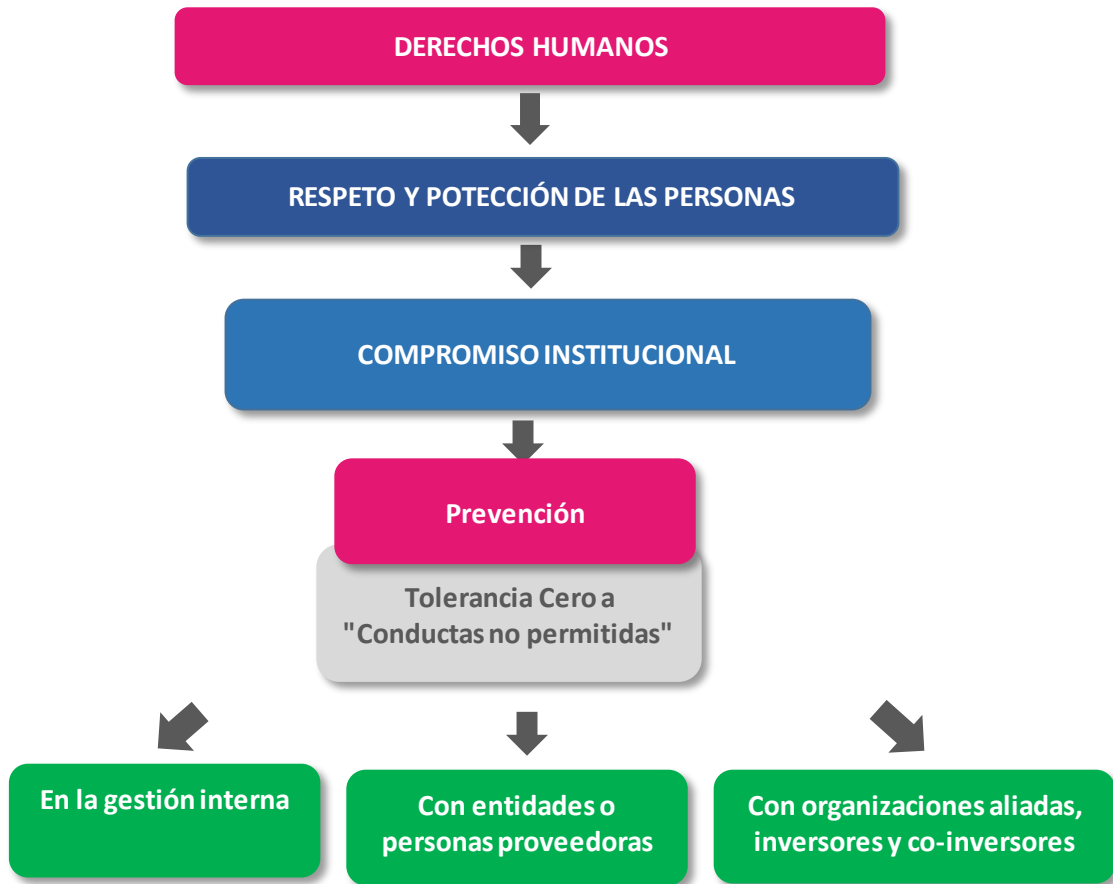 DERECHOS HUMANOS
RESPETO Y POTECCIÓN DE LAS PERSONAS
COMPROMISO INSTITUCIONAL
Prevención
Tolerancia Cero a
"Conductas no permitidas"
En la gestión interna
Con entidades o
personas proveedoras
Con organizaciones aliadas,
inversores y co-inversores